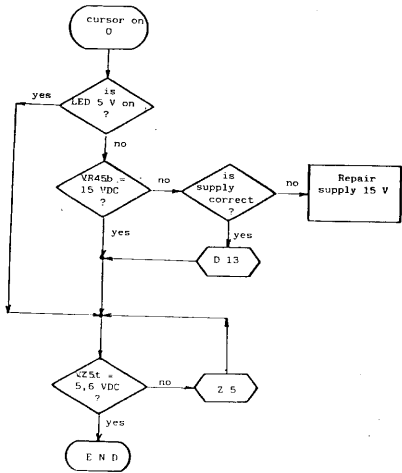 cursor on
0
is
LED 5 V on
?
yes
no
VR45b =
15 VDC
?
no
yes
is
supply
correct
?
no
yes
Repair
supply 15 V
D 13
VZ5t =
5,6 VDC
?
no
yes
Z 5
E N D